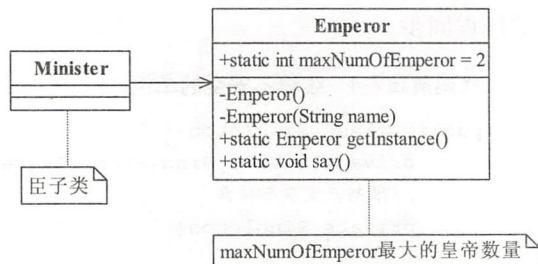 Emperor
+static int maxNumOfEmperor = 2
Minister
-Emperor()
-Emperor(String name)
+static Emperor getInstance()
+static void say()
臣子类
maxNumOfEmperor最大的皇帝数量